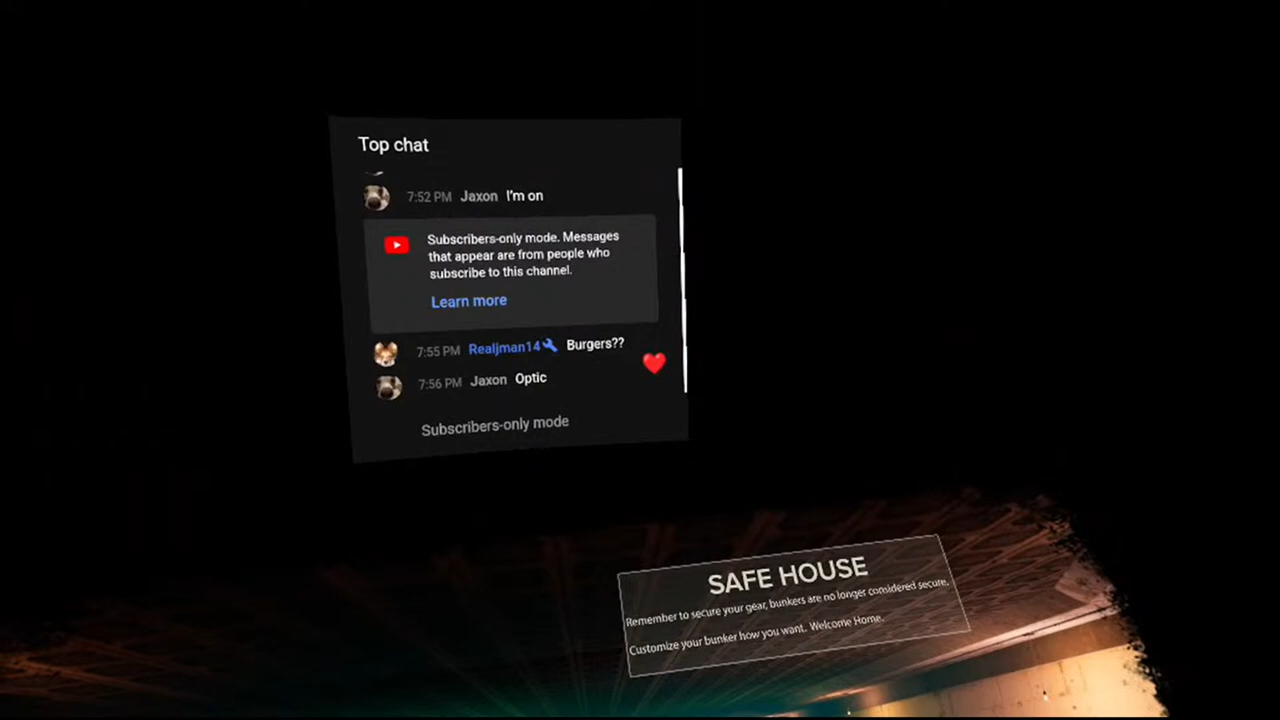 Top chat
7:52 PM Jaxon I'm on
Subscribers-only mode. Messages
that appear are from people who
subscribe to this channel.
Learn more
7:55 PM Realjman14 Burgers??
7:56 PM Jaxon Optic
Subscribers-only mode
SAFE HOUSE
Remember to secure your gear, bunkers are no longer considered secure.
Customize your bunker how you want. Welcome Home.